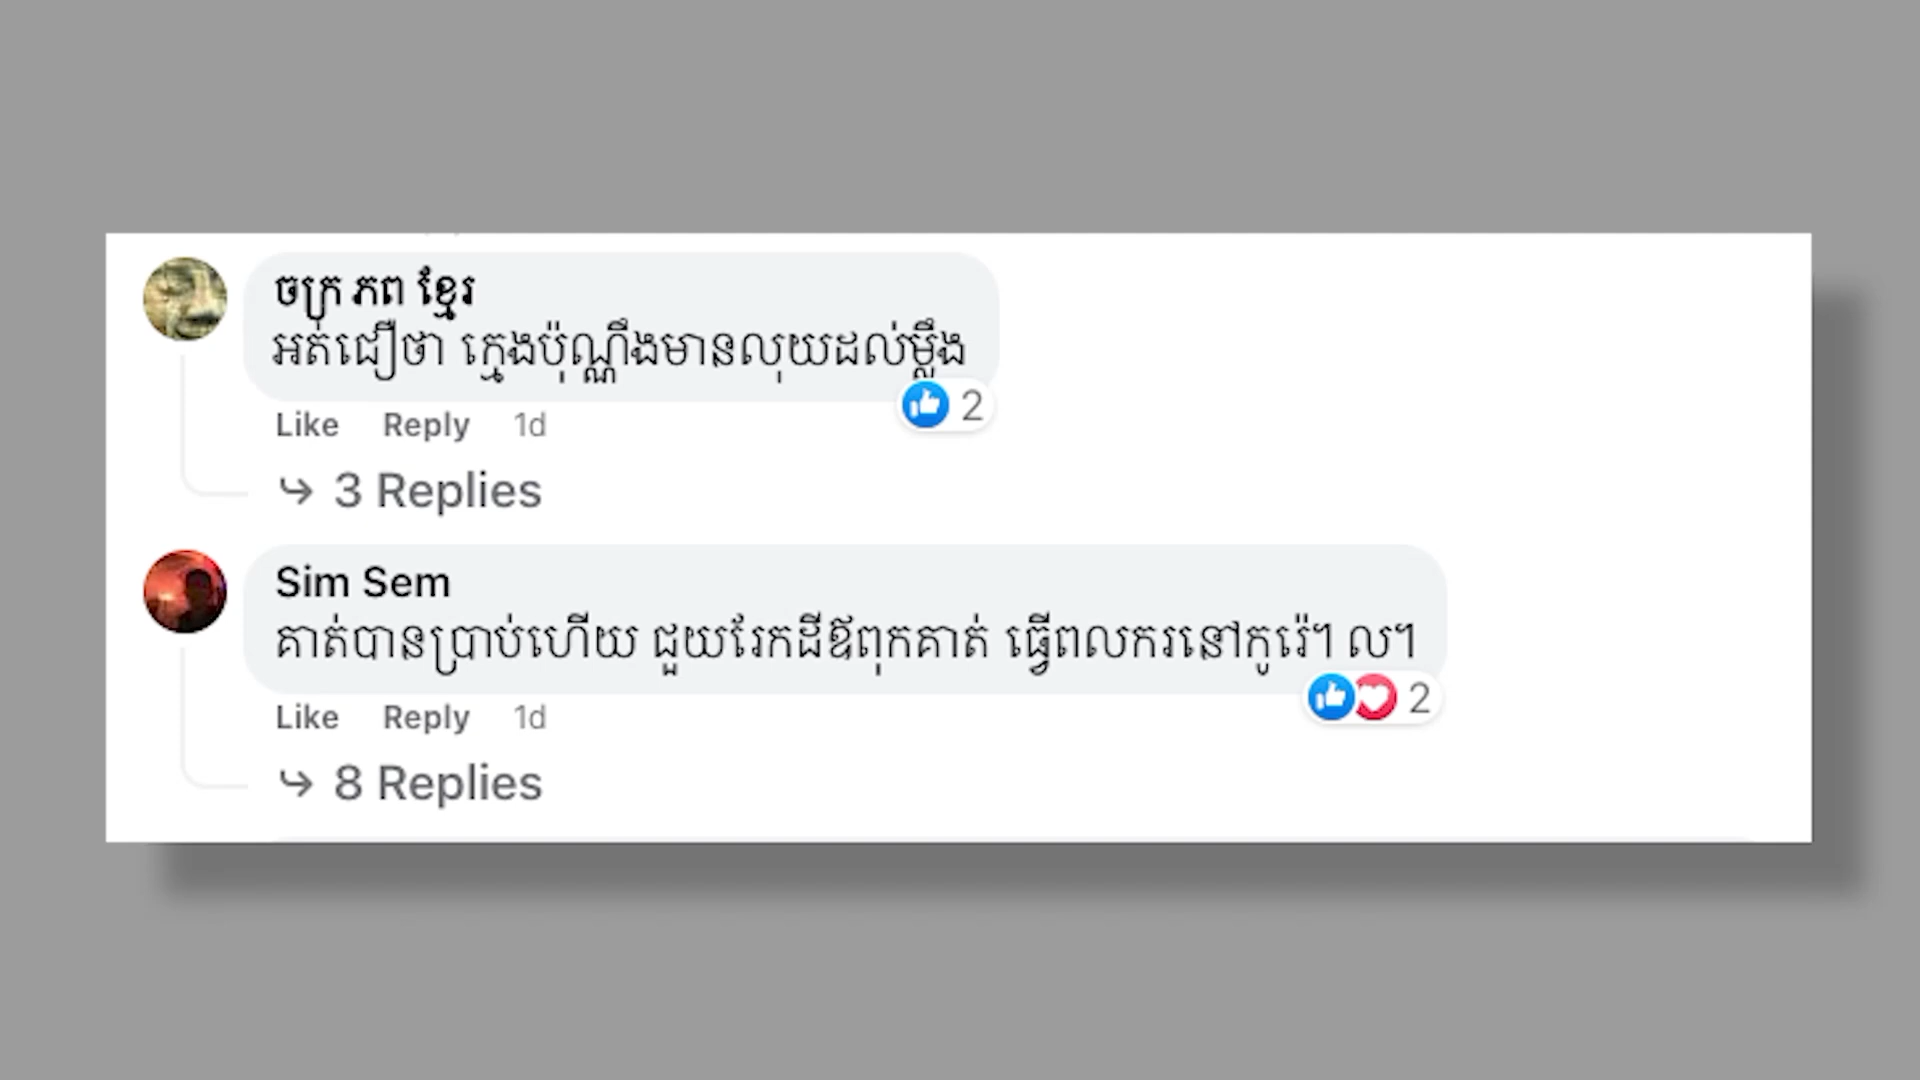 ចក្រ ភព ខ្មែរ
អត់ជឿថា ក្មេងប៉ុណ្ណឹងមានលុយដល់ម្លឹង
2
Like Reply 1d
3 Replies
Sim Sem
គាត់បានប្រាប់ហើយ ជួយរែកដីឪពុកគាត់ ធ្វើពលករនៅកូរ៉េៗ ល។
2
Like Reply 1d
8 Replies